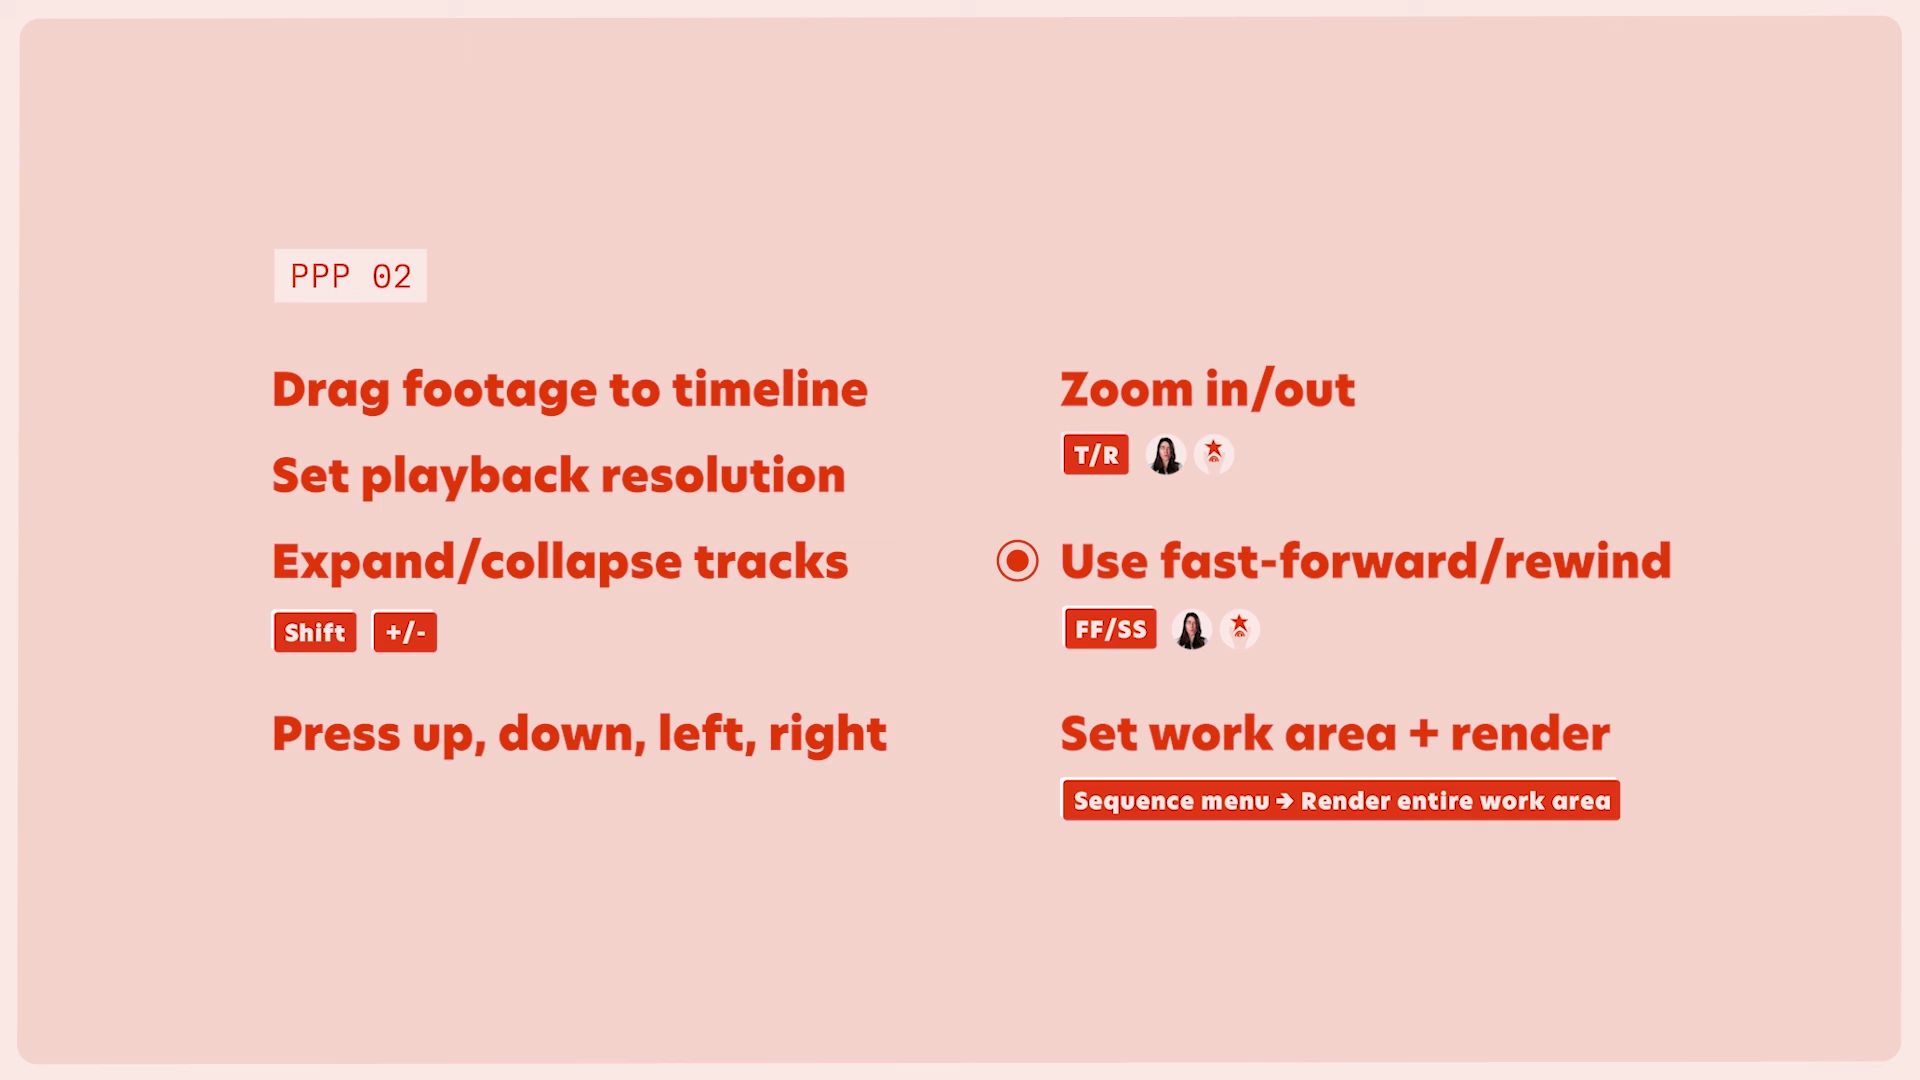 PPP 02
Drag footage to timeline
Set playback resolution
Expand/collapse tracks
Shift +/-
Press up, down, left, right
Zoom in/out
T/R
Use fast-forward/rewind
FF/SS
Set work area + render
Sequence menu → Render entire work area